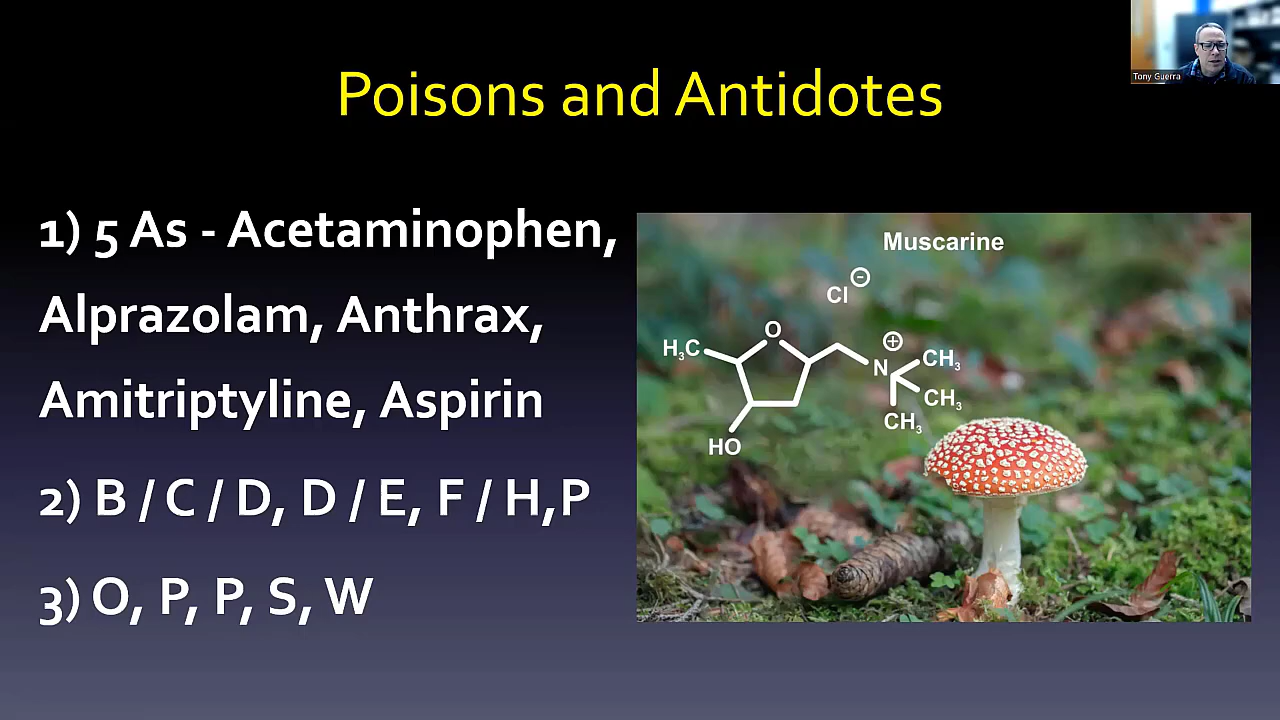 Tony Guerra
Poisons and Antidotes
1) 5 As - Acetaminophen,
Alprazolam, Anthrax,
Amitriptyline, Aspirin
2) B / C / D, D / E, F / H,P
3) O, P, P, S, W
Muscarine
Cl -
H₃C
O
+
N
CH₃
CH₃
CH₃
HO